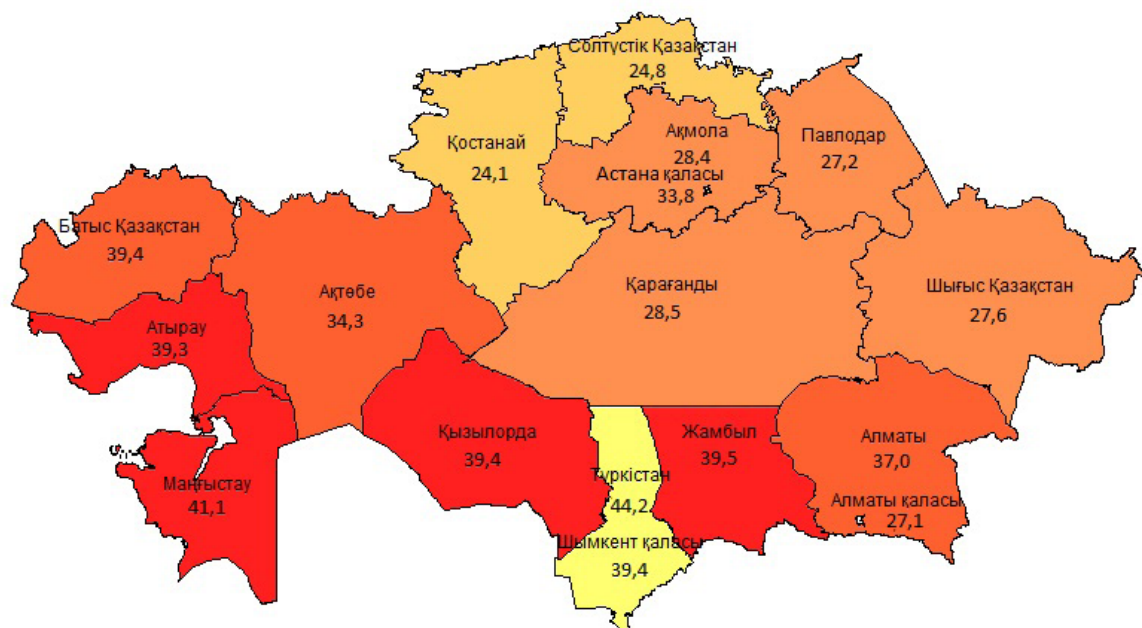 Солтүстік Қазақстан
24,8
Қостанай
24,1
Ақмола
28,4
Астана қаласы
33,8
Павлодар
27,2
Батыс Қазақстан
39,4
Ақтөбе
34,3
Қарағанды
28,5
Шығыс Қазақстан
27,6
Атырау
39,3
Қызылорда
39,4
Жамбыл
39,5
Алматы
37,0
Түркістан
44,2
Маңғыстау
41,1
Алматы қаласы
27,1
Шымкент қаласы
39,4